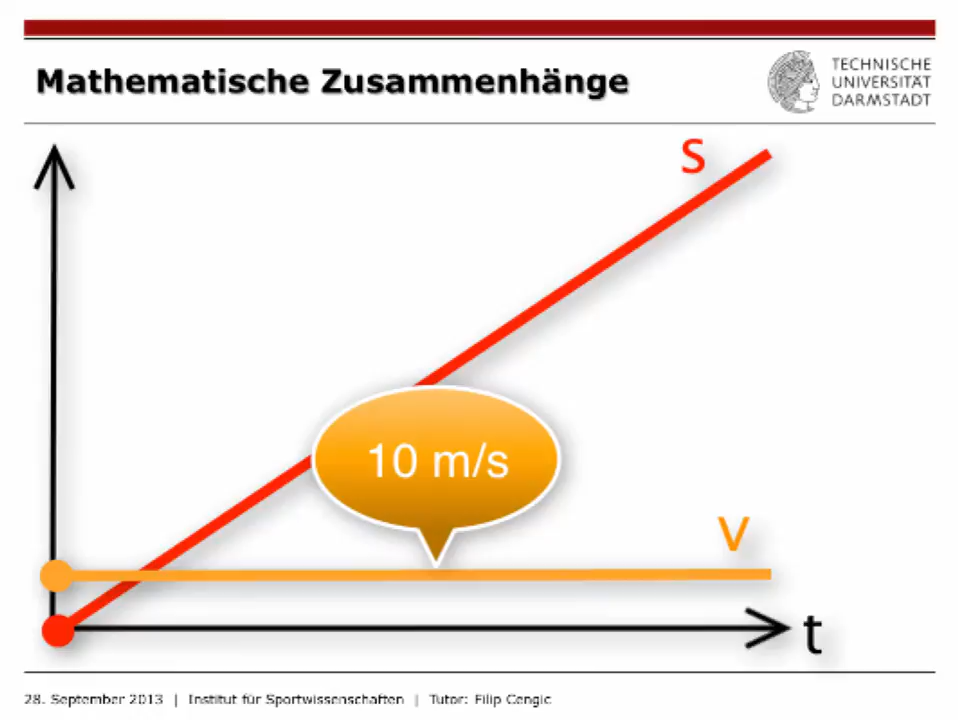 Mathematische Zusammenhänge
TECHNISCHE
UNIVERSITÄT
DARMSTADT
S
10 m/s
V
t
28. September 2013 | Institut für Sportwissenschaften | Tutor: Filip Cengic